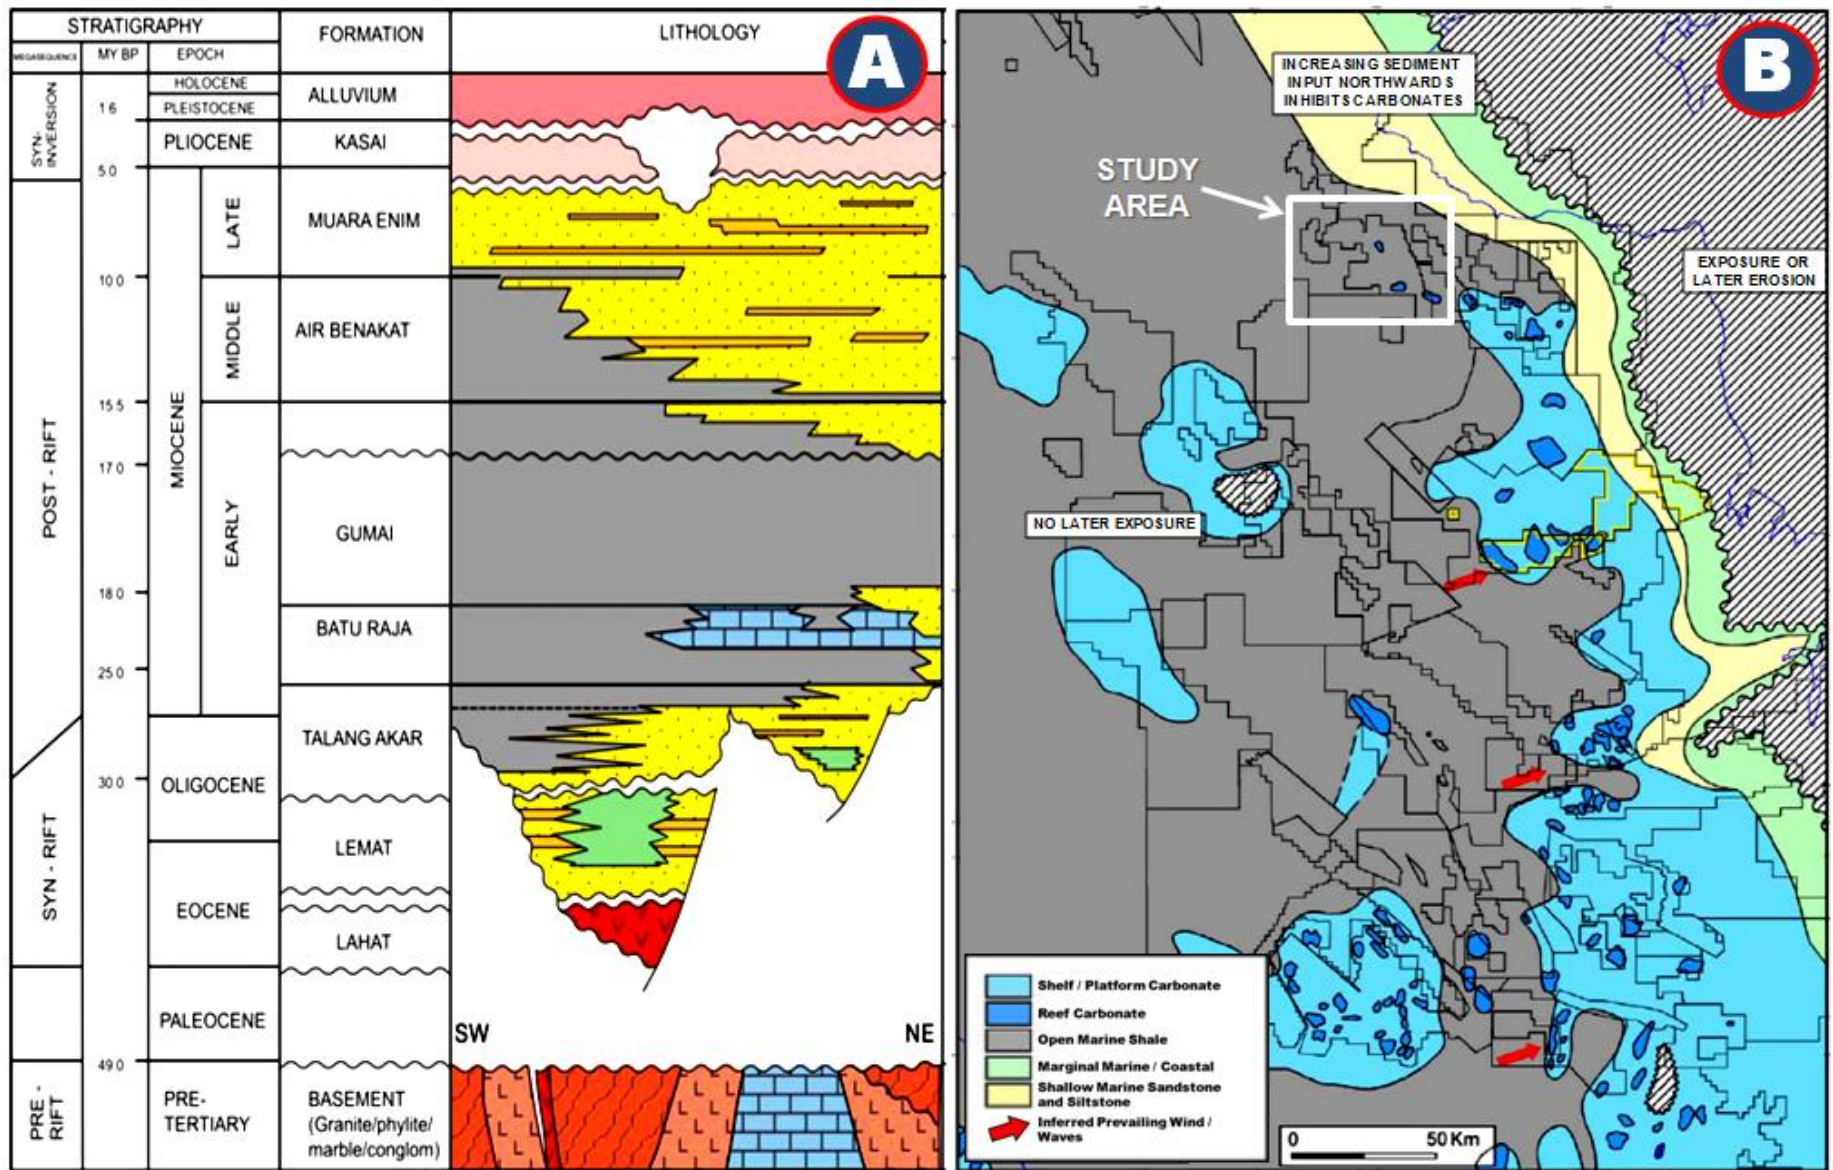 STRATIGRAPHY
MEGASEQUENCE
MY BP
EPOCH
FORMATION
LITHOLOGY
A
SYN-
INVERSION
POST - RIFT
SYN - RIFT
PRE -
RIFT
1.6
5.0
10.0
15.5
17.0
18.0
25.0
30.0
49.0
HOLOCENE
PLEISTOCENE
PLIOCENE
MIOCENE
LATE
MIDDLE
EARLY
OLIGOCENE
EOCENE
PALEOCENE
PRE-
TERTIARY
ALLUVIUM
KASAI
MUARA ENIM
AIR BENAKAT
GUMAI
BATU RAJA
TALANG AKAR
LEMAT
LAHAT
BASEMENT
(Granite/phylite/
marble/conglom)
SW
NE
B
INCREASING SEDIMENT
INPUT NORTHWARDS
INHIBITS CARBONATES
STUDY
AREA
EXPOSURE OR
LATER EROSION
NO LATER EXPOSURE
Shelf / Platform Carbonate
Reef Carbonate
Open Marine Shale
Marginal Marine / Coastal
Shallow Marine Sandstone
and Siltstone
Inferred Prevailing Wind /
Waves
0
50 Km